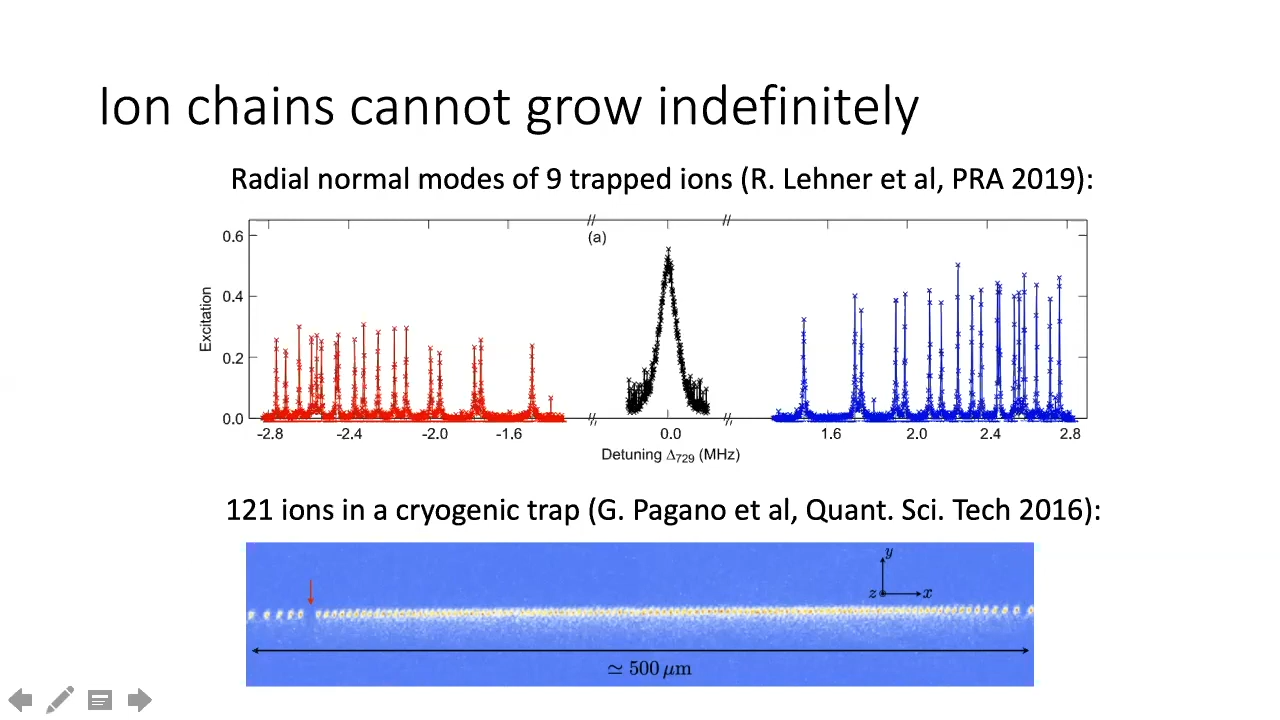 Ion chains cannot grow indefinitely
Radial normal modes of 9 trapped ions (R. Lehner et al, PRA 2019):
(a)
0.6
0.4
0.2
0.0
Excitation
-2.8 -2.4 -2.0 -1.6 0.0 1.6 2.0 2.4 2.8
Detuning Δ729 (MHz)
121 ions in a cryogenic trap (G. Pagano et al, Quant. Sci. Tech 2016):
y
z x
≃ 500 μm